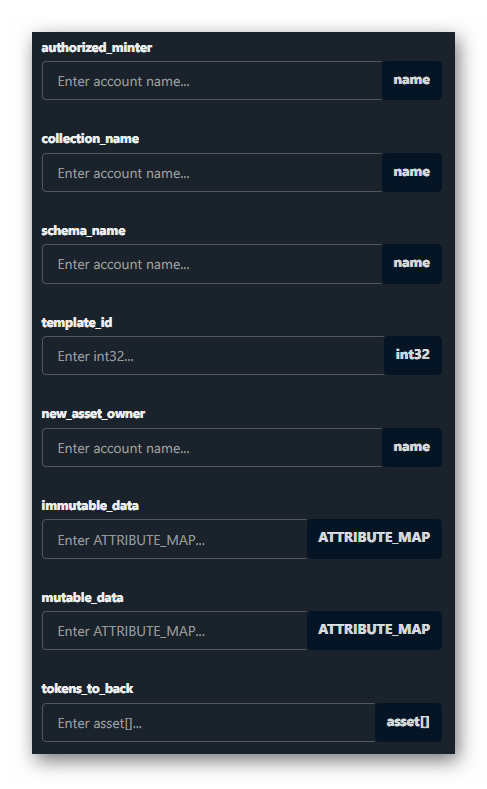 authorized_minter
Enter account name... name
collection_name
Enter account name... name
schema_name
Enter account name... name
template_id
Enter int32... int32
new_asset_owner
Enter account name... name
immutable_data
Enter ATTRIBUTE_MAP... ATTRIBUTE_MAP
mutable_data
Enter ATTRIBUTE_MAP... ATTRIBUTE_MAP
tokens_to_back
Enter asset[]... asset[]